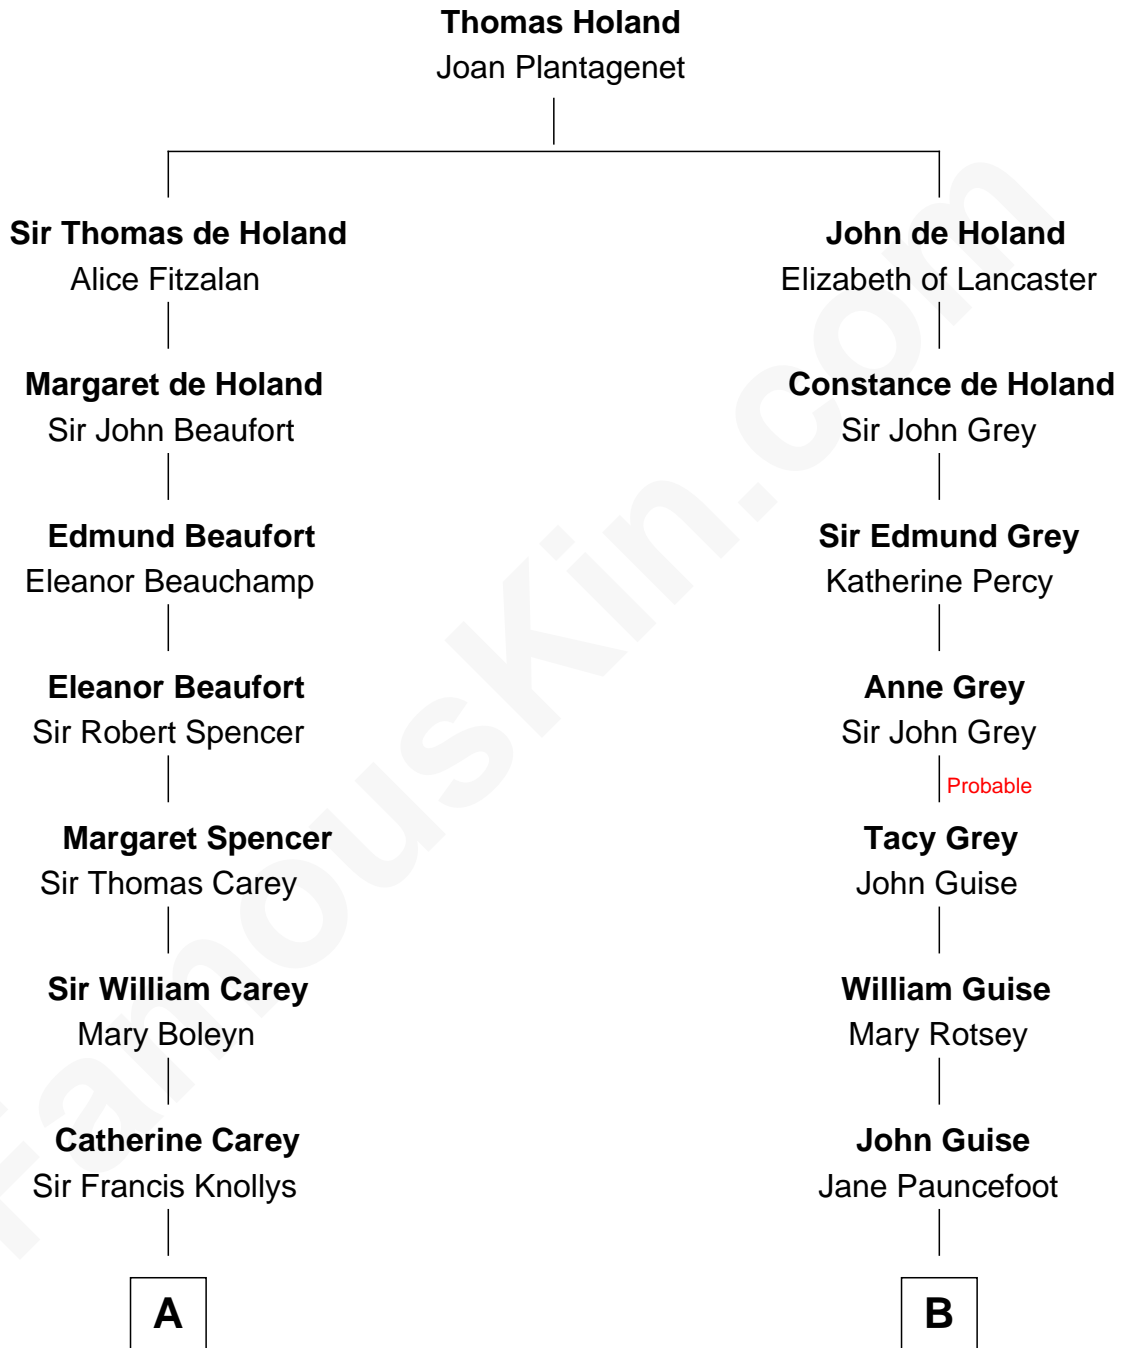 Thomas Holand
Joan Plantagenet
Sir Thomas de Holand
Alice Fitzalan
Margaret de Holand
Sir John Beaufort
Edmund Beaufort
Eleanor Beauchamp
Eleanor Beaufort
Sir Robert Spencer
Margaret Spencer
Sir Thomas Carey
Sir William Carey
Mary Boleyn
Catherine Carey
Sir Francis Knollys
A
John de Holand
Elizabeth of Lancaster
Constance de Holand
Sir John Grey
Sir Edmund Grey
Katherine Percy
Anne Grey
Sir John Grey
Probable
Tacy Grey
John Guise
William Guise
Mary Rotsey
John Guise
Jane Pauncefoot
B
FamousKin.com